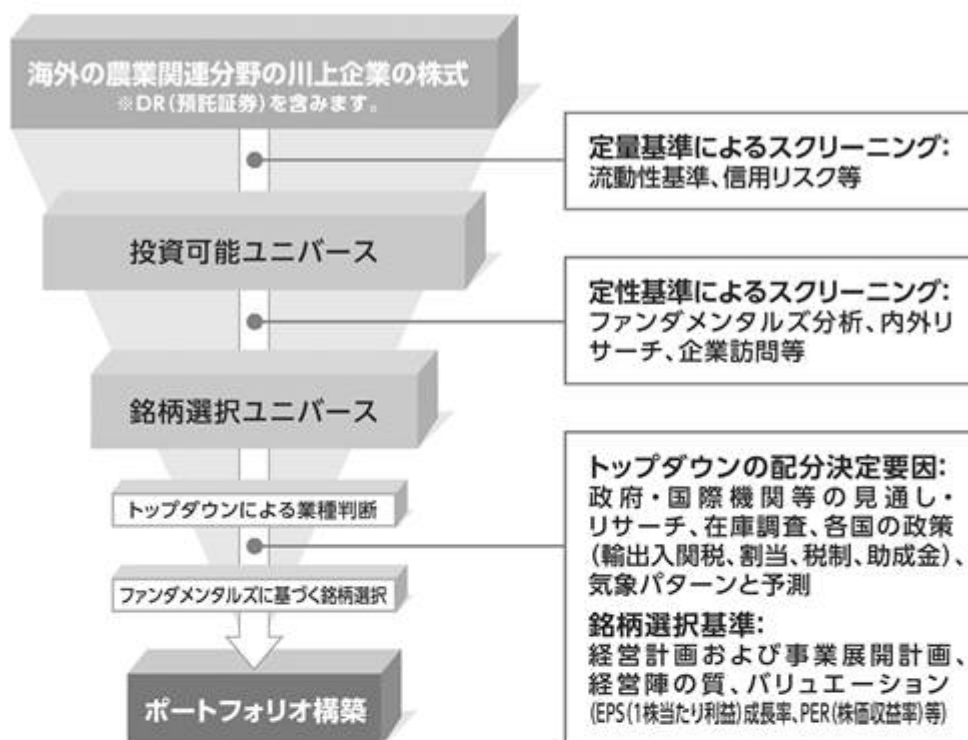 海外の農業関連分野の川上企業の株式
※DR(預託証券)を含みます。
定量基準によるスクリーニング:
流動性基準、信用リスク等
投資可能ユニバース
定性基準によるスクリーニング:
ファンダメンタルズ分析、内外リ
サーチ、企業訪問等
銘柄選択ユニバース
トップダウンによる業種判断
ファンダメンタルズに基づく銘柄選択
トップダウンの配分決定要因:
政府・国際機関等の見通し・
リサーチ、在庫調査、各国の政策
(輸出入関税、割当、税制、助成金)、
気象パターンと予測
銘柄選択基準:
経営計画および事業展開計画、
経営陣の質、バリュエーション
(EPS(1株当たり利益)成長率、PER(株価収益率)等)
ポートフォリオ構築